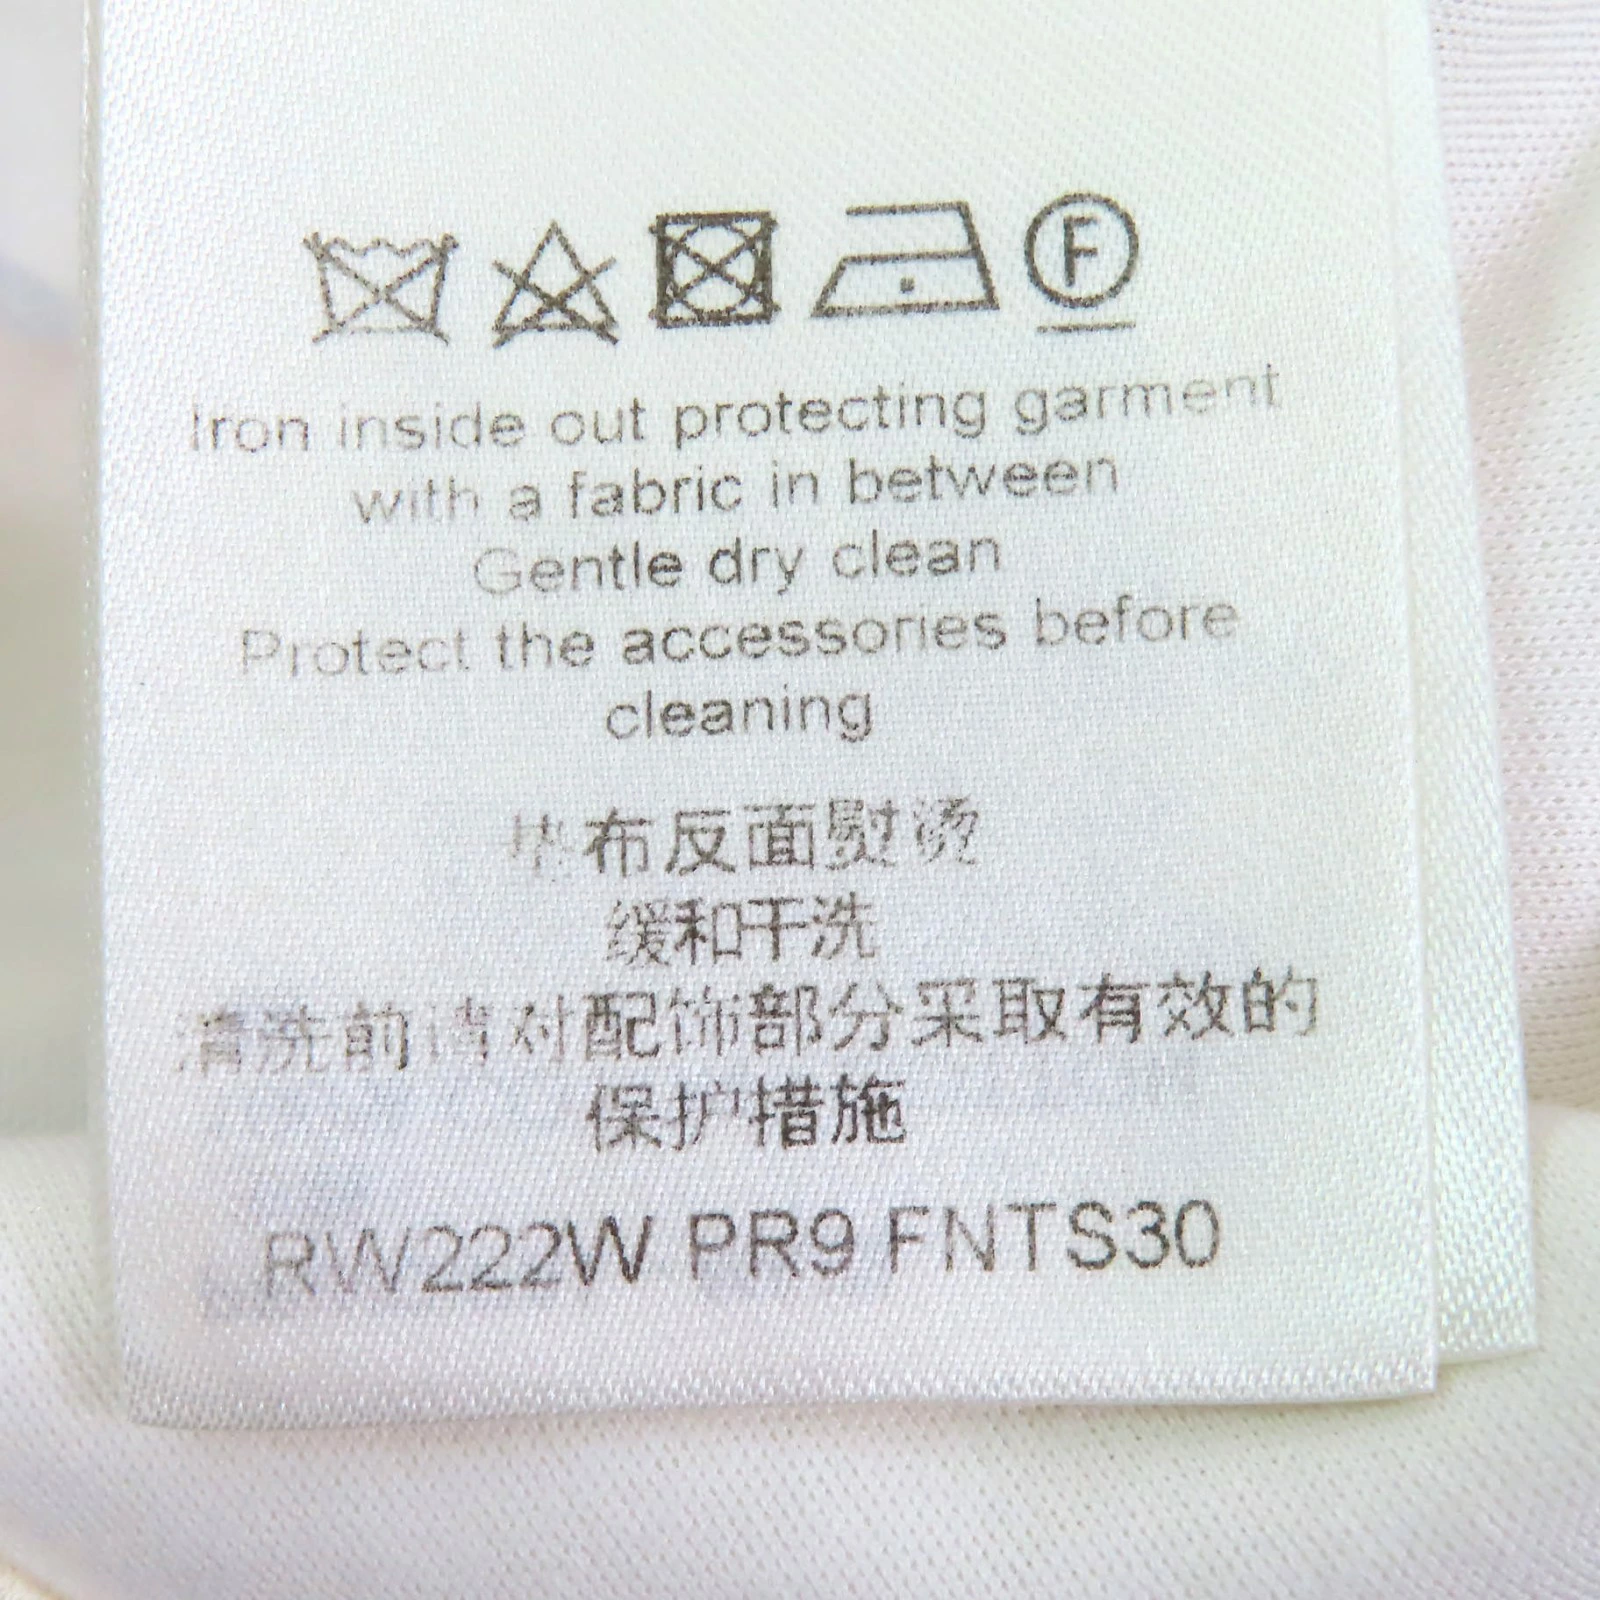 F
Iron inside out protecting garment
with a fabric in between
Gentle dry clean
Protect the accessories before
cleaning
垫布反面熨烫
缓和干洗
清洗前请对配饰部分采取有效的
保护措施
RW222W PR9 FNTS30